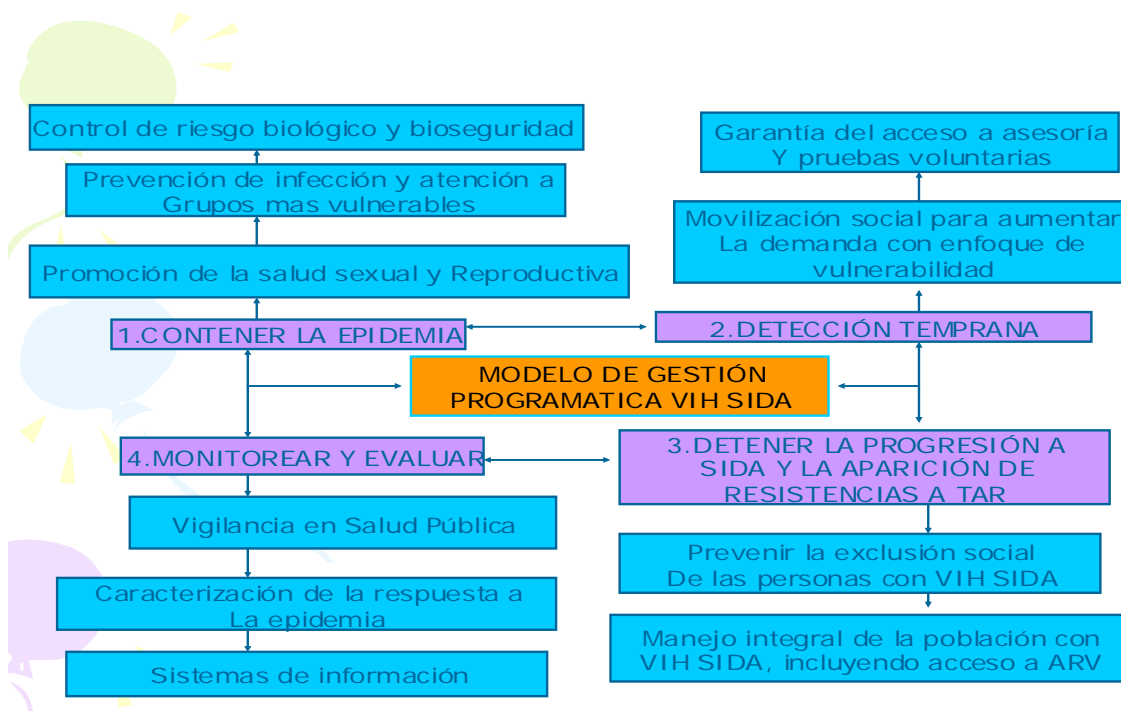 Control de riesgo biológico y bioseguridad
Prevención de infección y atención a
Grupos mas vulnerables
Promoción de la salud sexual y Reproductiva
1.CONTENER LA EPIDEMIA
Garantía del acceso a asesoría
Y pruebas voluntarias
Movilización social para aumentar
La demanda con enfoque de
vulnerabilidad
2.DETECCIÓN TEMPRANA
MODELO DE GESTIÓN
PROGRAMATICA VIH SIDA
4.MONITOREAR Y EVALUAR
Vigilancia en Salud Pública
Caracterización de la respuesta a
La epidemia
Sistemas de información
3.DETENER LA PROGRESIÓN A
SIDA Y LA APARICIÓN DE
RESISTENCIAS A TAR
Prevenir la exclusión social
De las personas con VIH SIDA
Manejo integral de la población con
VIH SIDA, incluyendo acceso a ARV